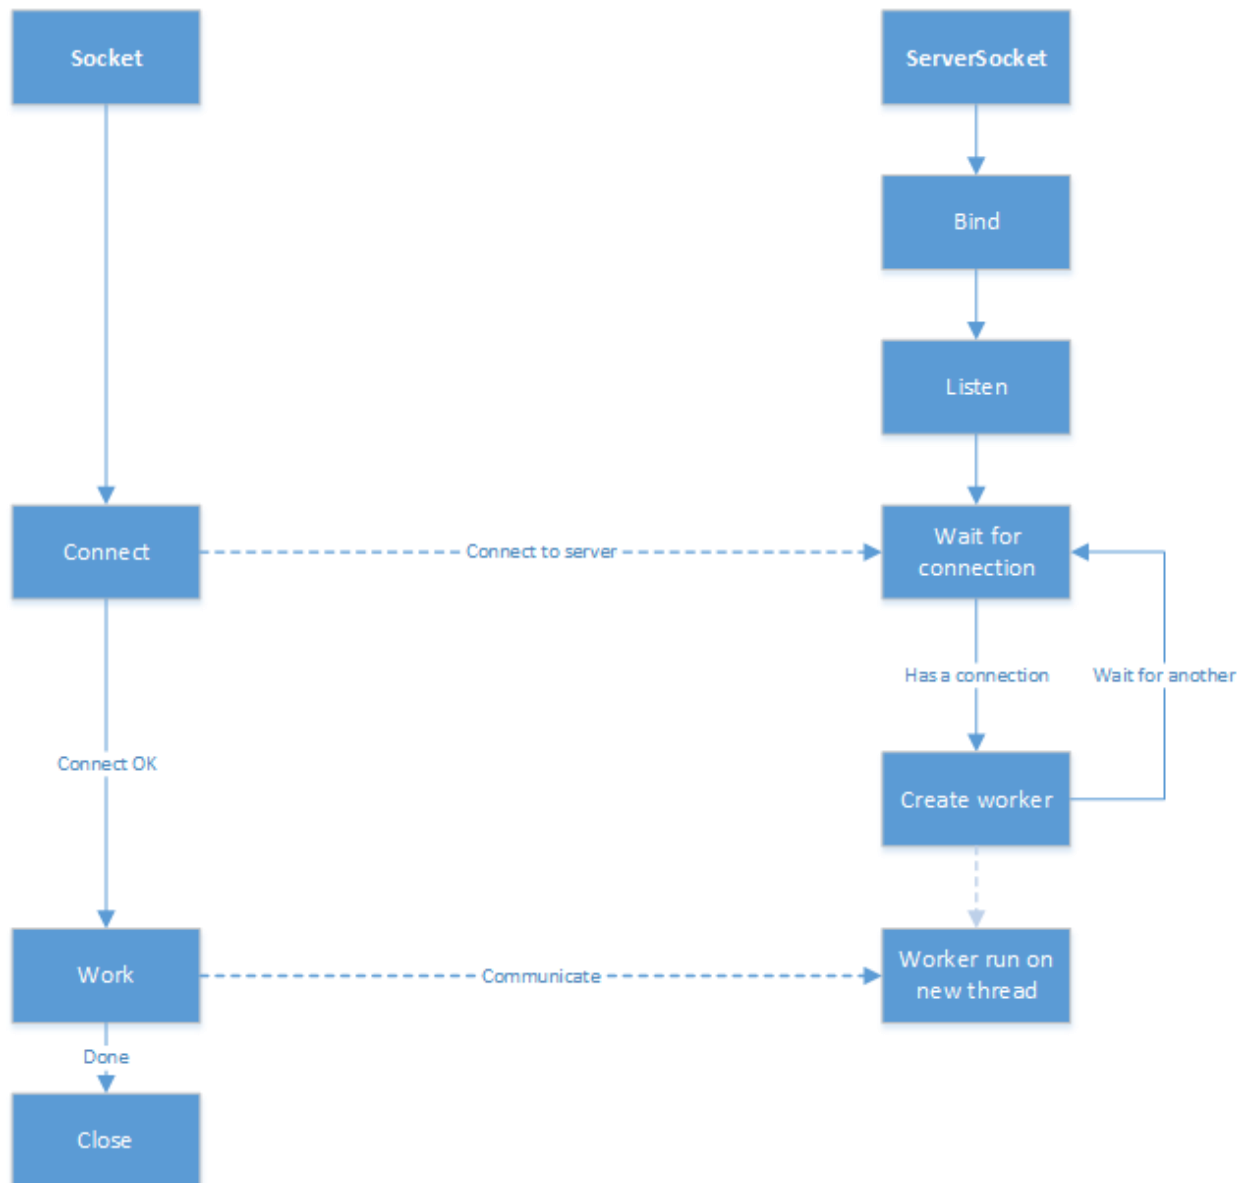 Socket
ServerSocket
Bind
Listen
Connect
Connect to server
Wait for
connection
Has a connection
Wait for another
Connect OK
Create worker
Work
Communicate
Worker run on
new thread
Done
Close